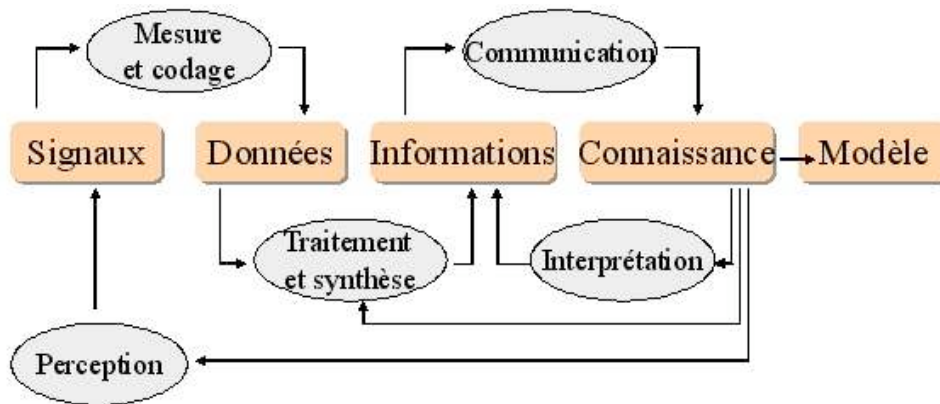 Mesure
et codage
Communication
Signaux
Données
Informations
Connaissance
Modèle
Traitement
et synthèse
Interprétation
Perception